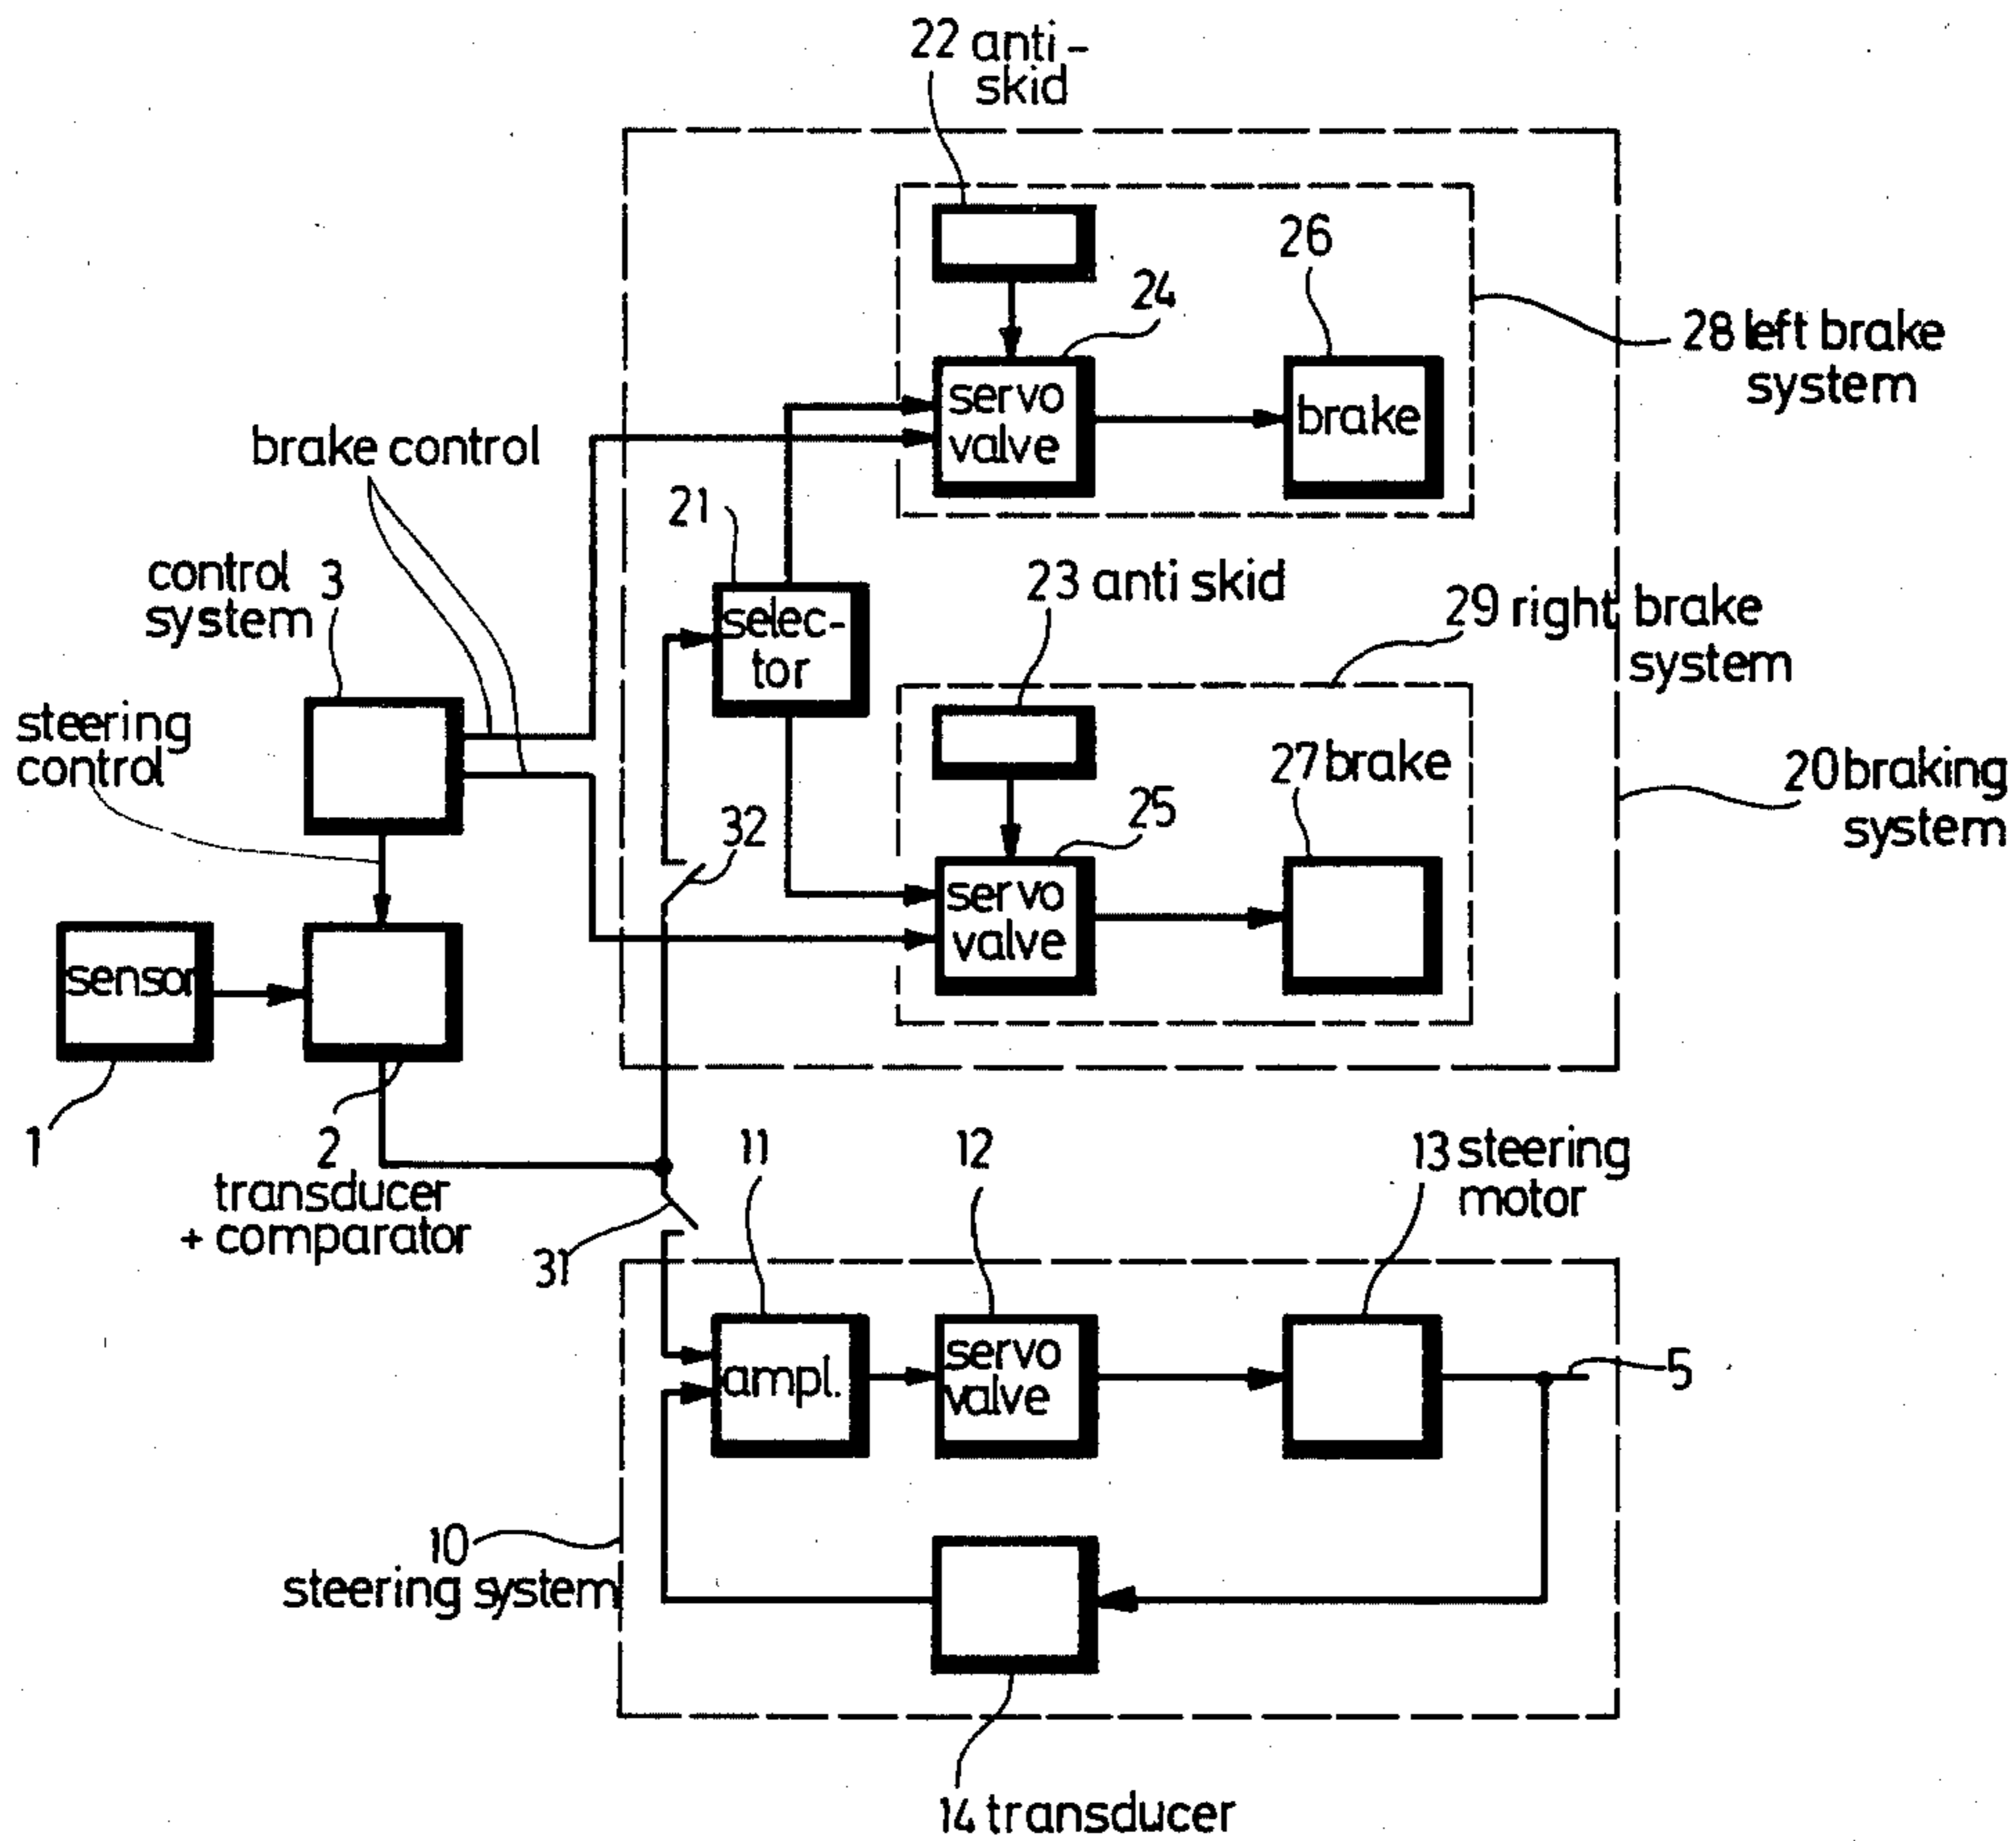 22 anti-
skid
26
24
28 left brake
system
servo
valve
brake
brake control
21
control 3
system
23 anti skid
29 right brake
system
selec-
tor
steering
control
27 brake
20 braking
system
25
32
servo
valve
sensor
1
2
transducer
+ comparator
11
12
13 steering
motor
31
ampl.
servo
valve
5
10
steering system
14 transducer